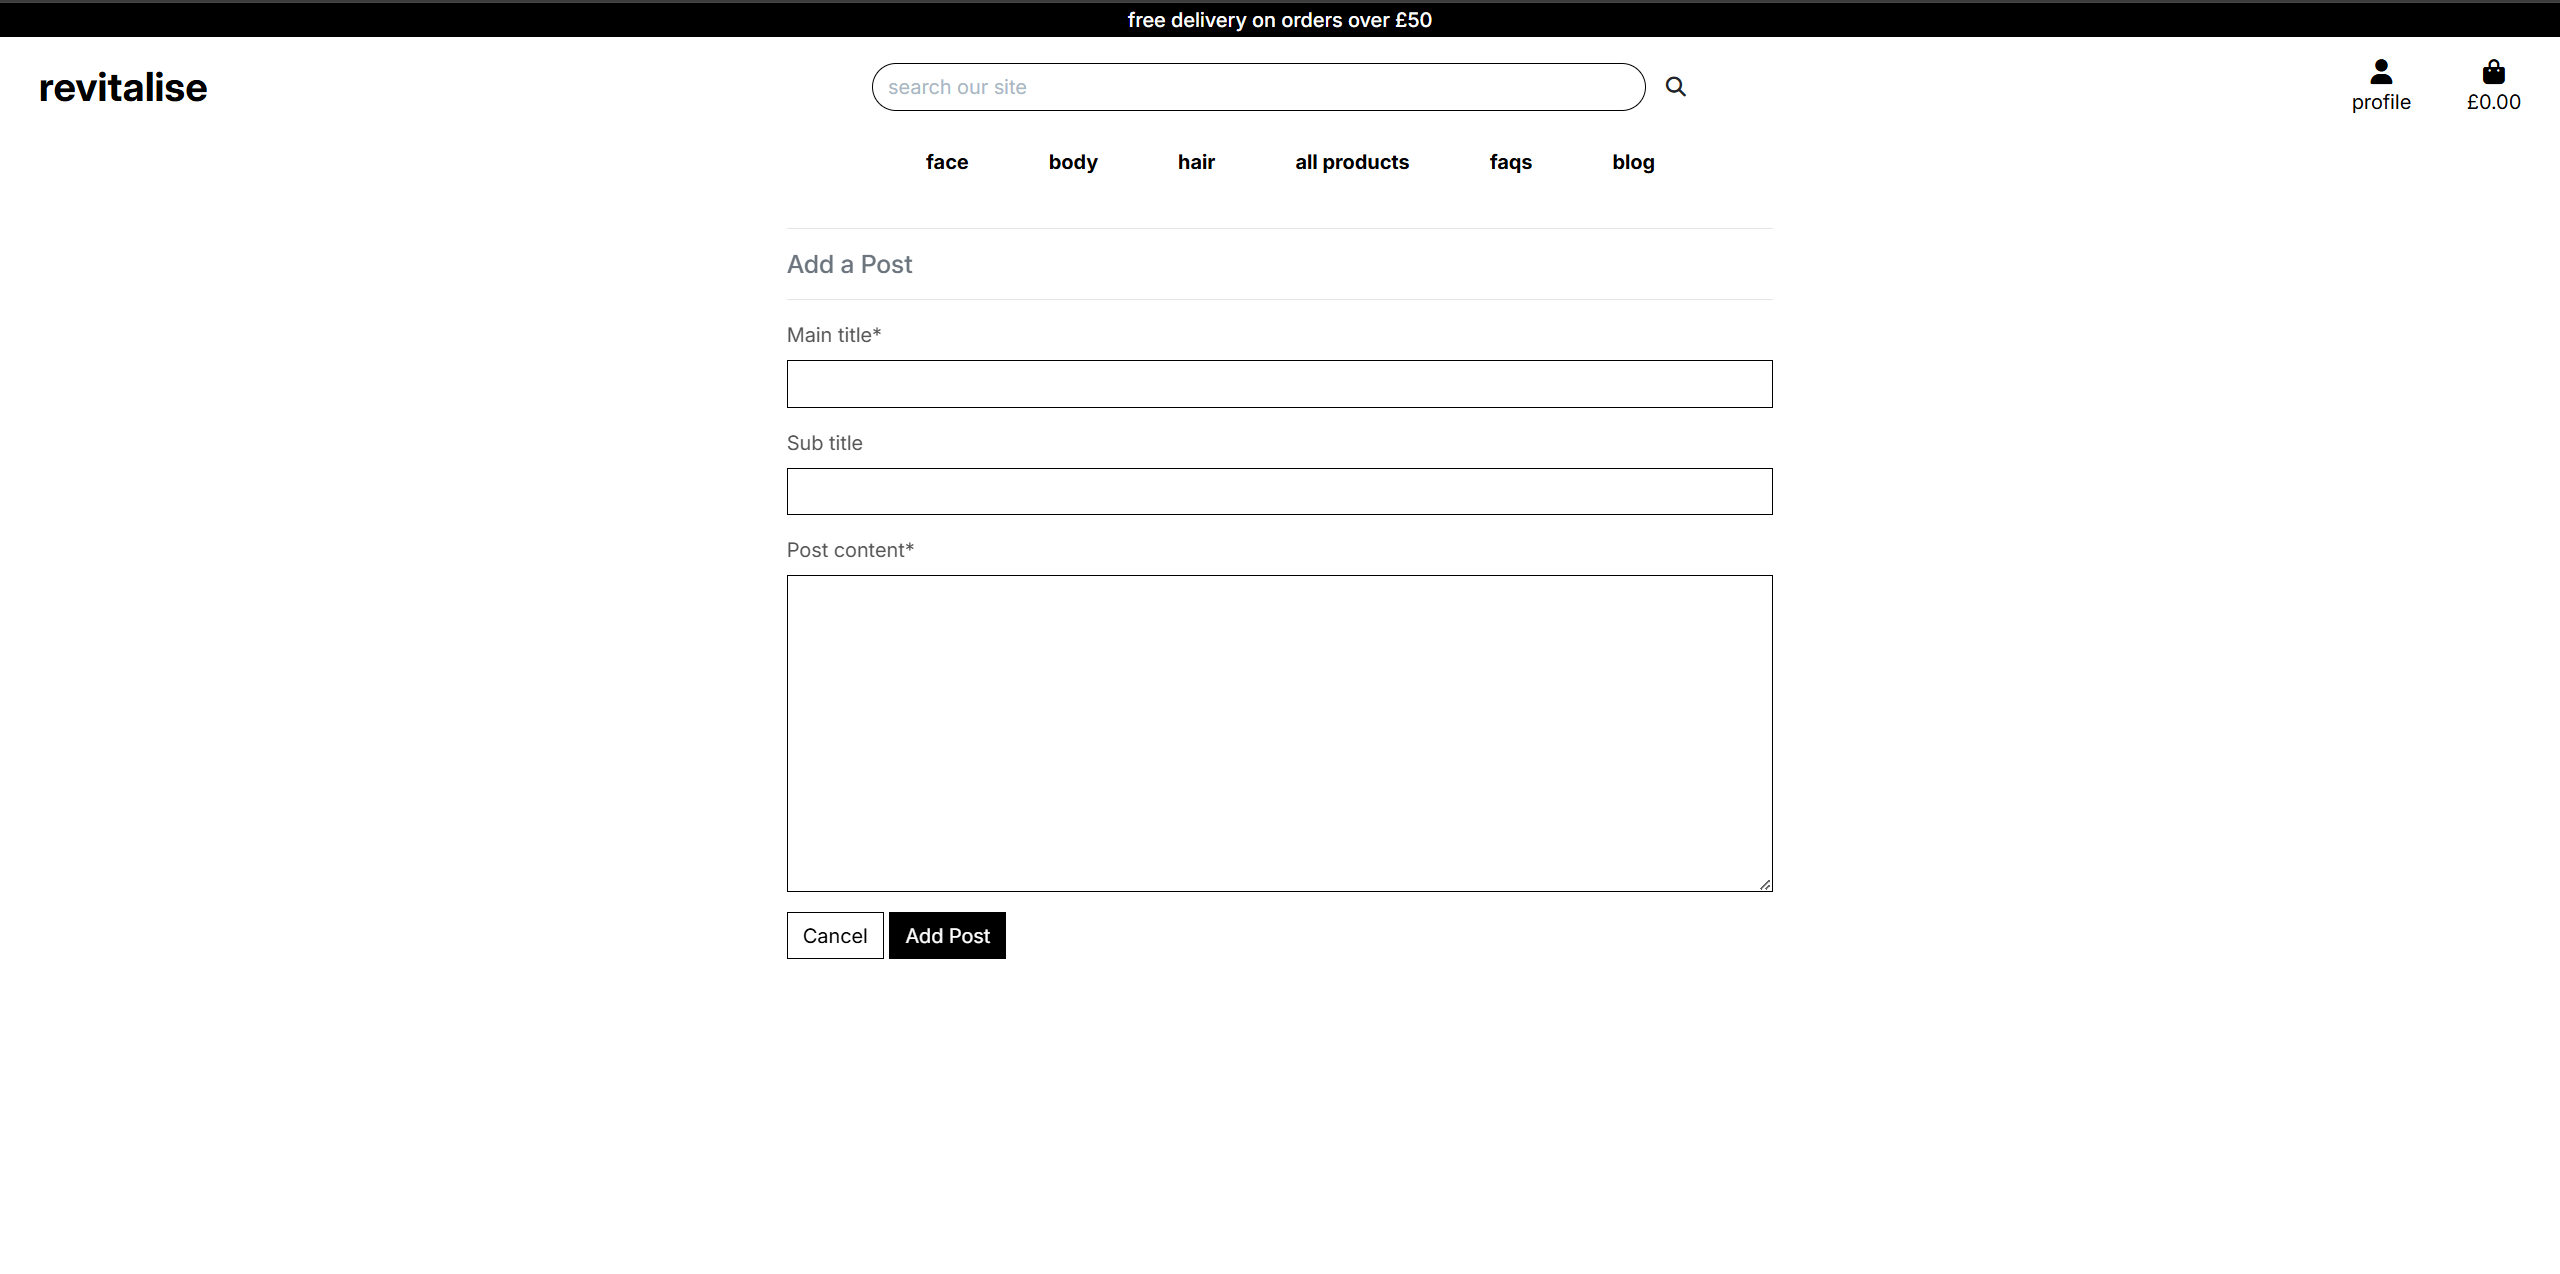 free delivery on orders over £50
revitalise
search our site
profile
£0.00
face body hair all products faqs blog
Add a Post
Main title*
Sub title
Post content*
Cancel Add Post